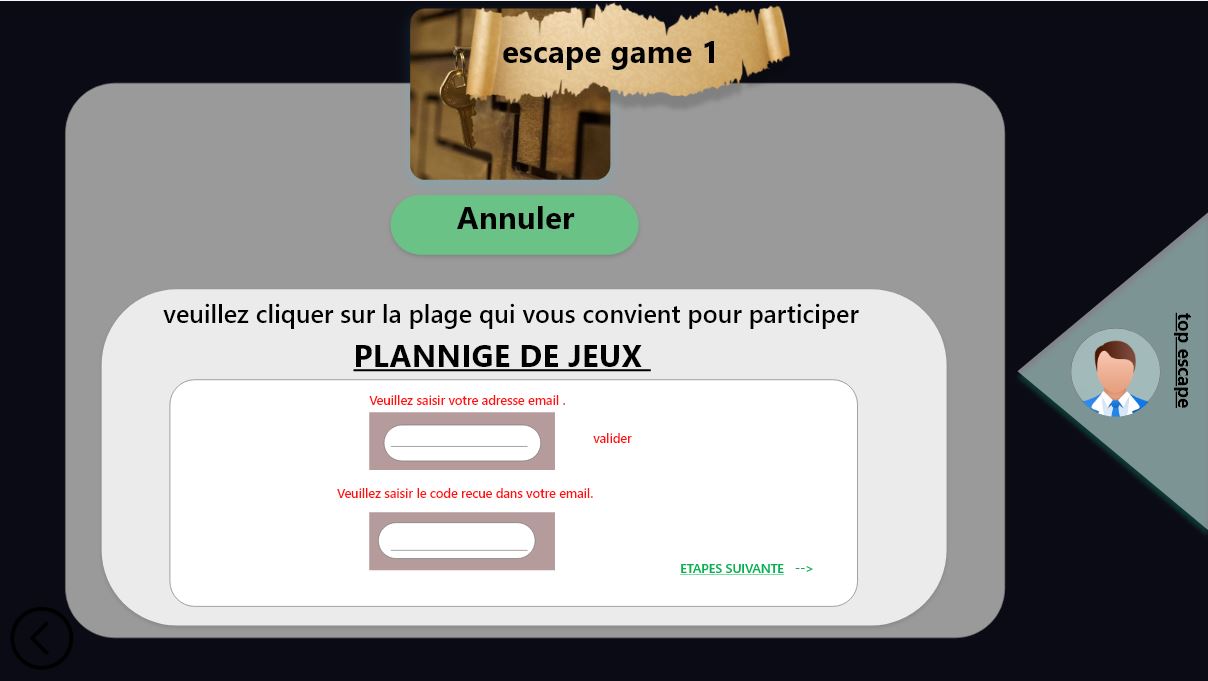 escape game 1
Annuler
veuillez cliquer sur la plage qui vous convient pour participer
PLANNIGE DE JEUX
Veuillez saisir votre adresse email .
valider
Veuillez saisir le code recue dans votre email.
ETAPES SUIVANTE -->
top escape